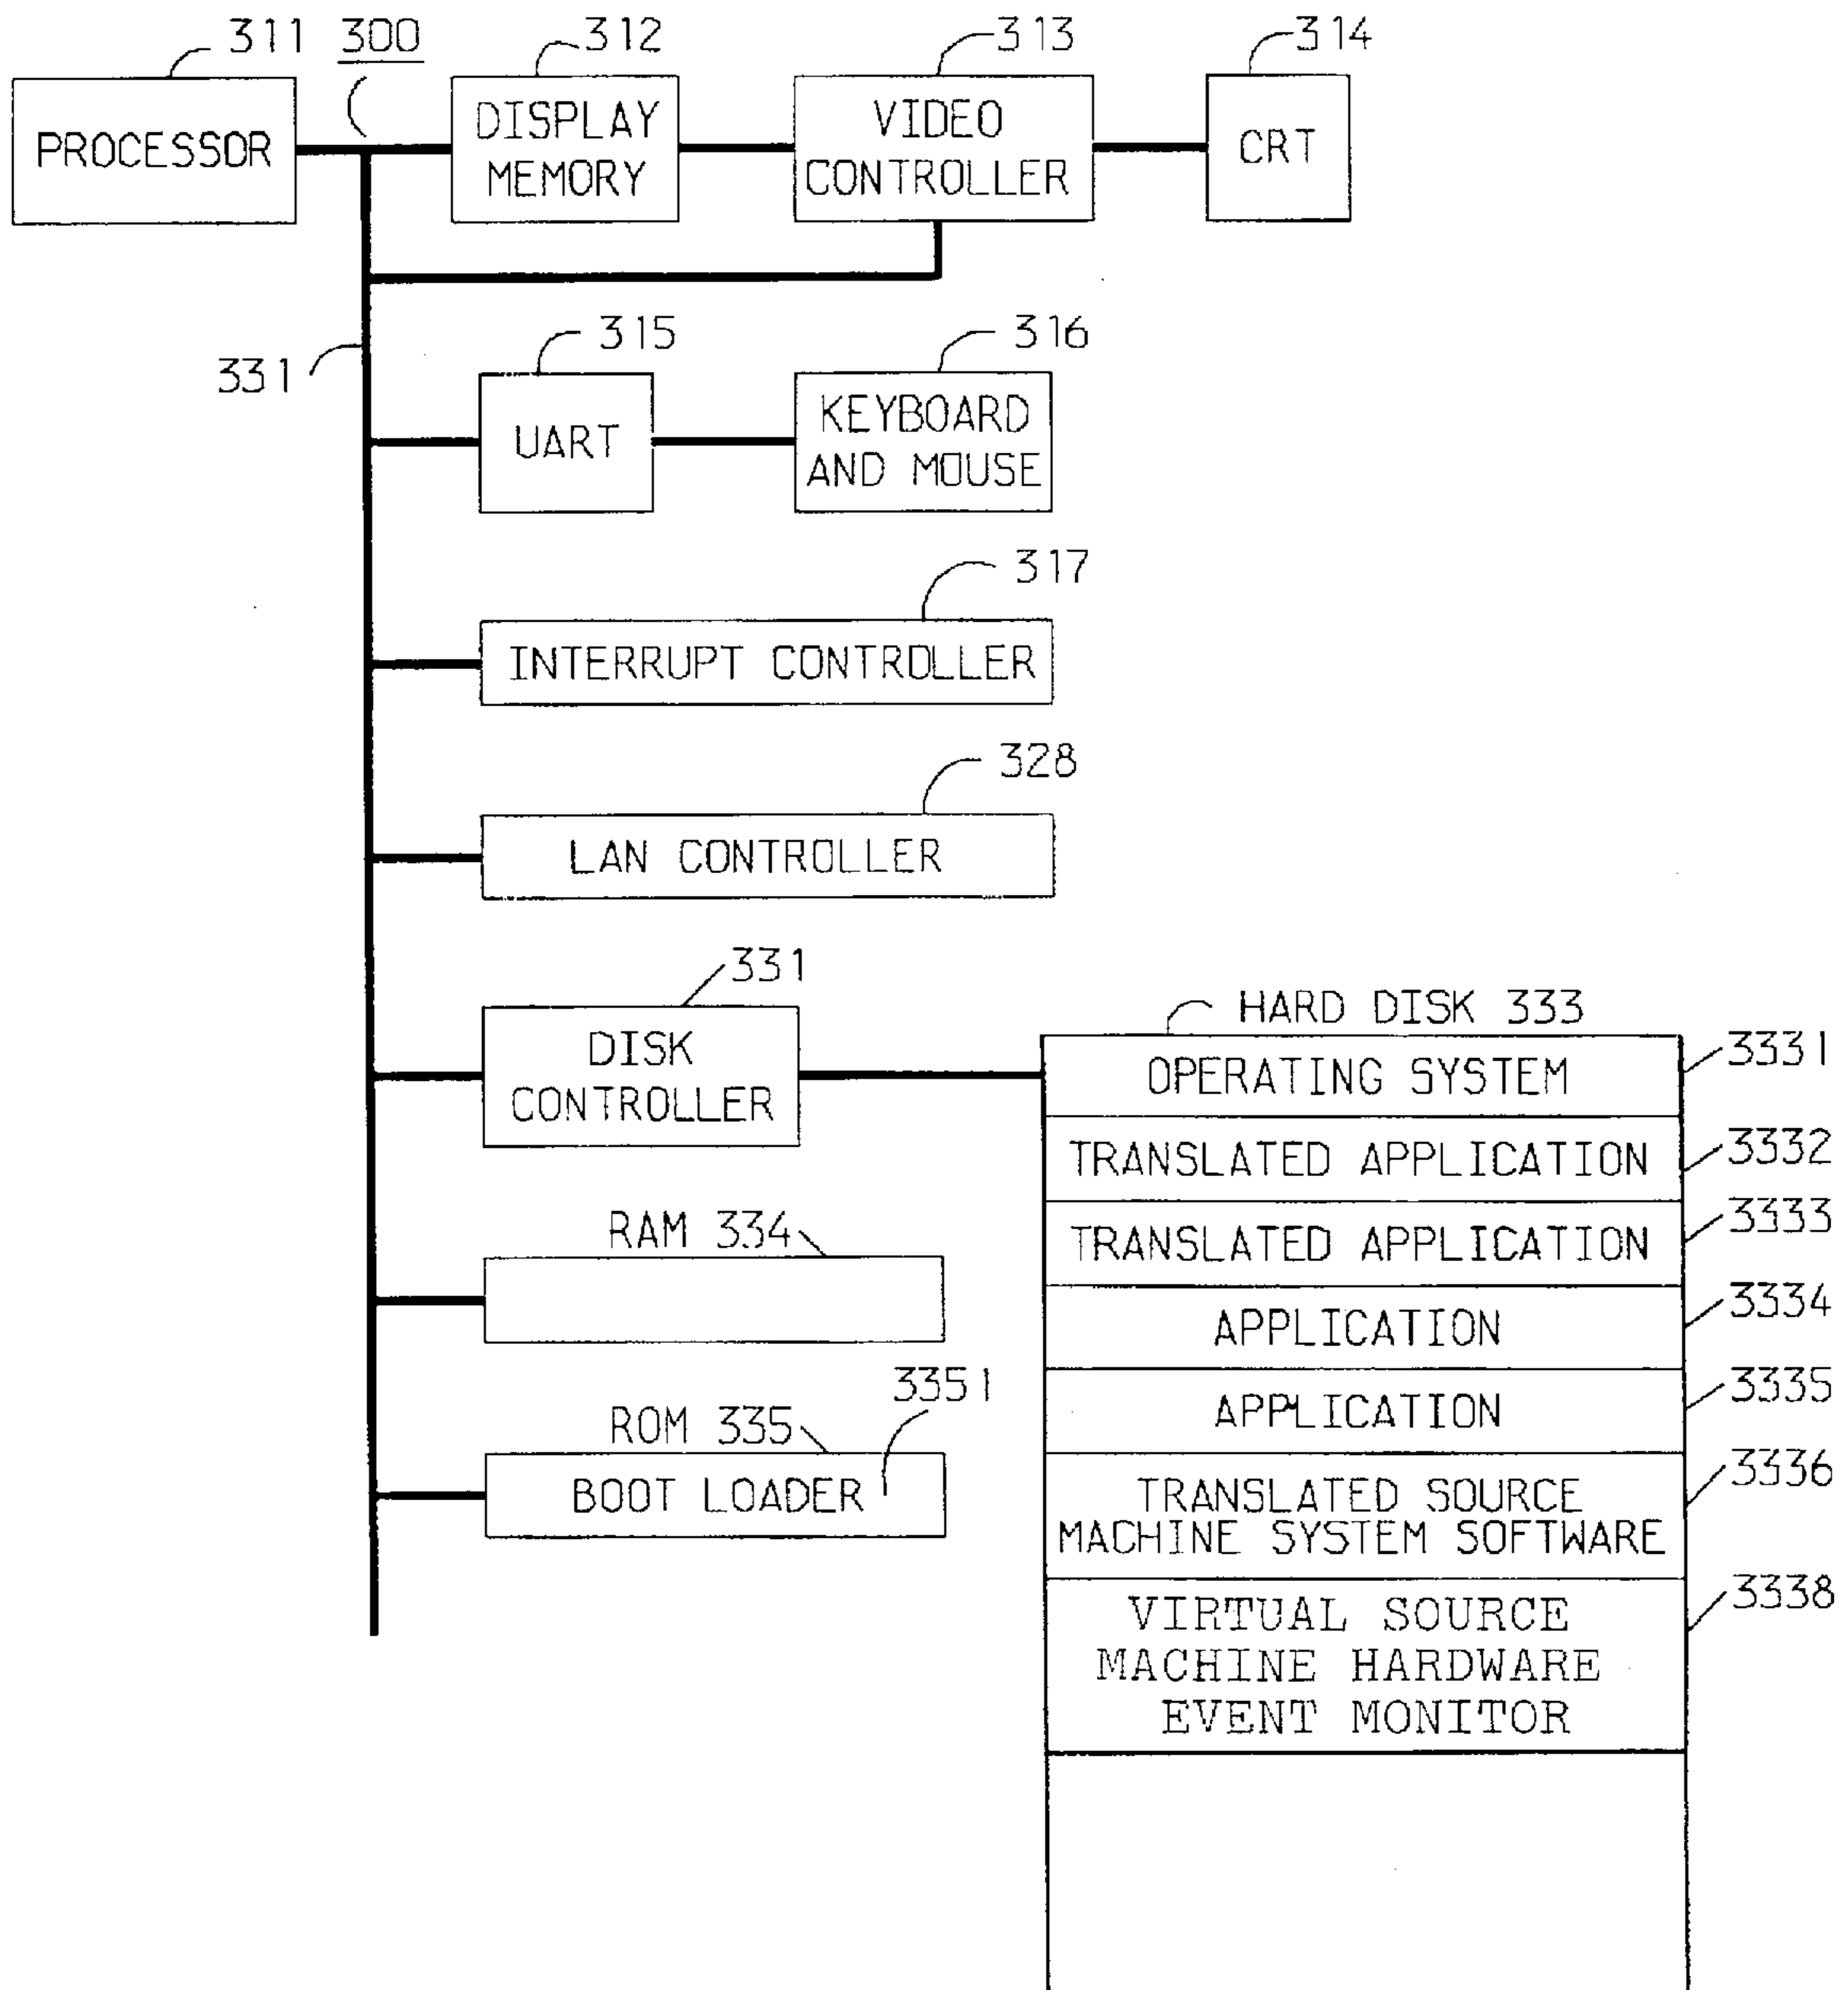 311
300
312
313
314
PROCESSOR
DISPLAY
MEMORY
VIDEO
CONTROLLER
CRT
331
315
316
UART
KEYBOARD
AND MOUSE
317
INTERRUPT CONTROLLER
328
LAN CONTROLLER
331
DISK
CONTROLLER
HARD DISK 333
OPERATING SYSTEM
3331
TRANSLATED APPLICATION
3332
TRANSLATED APPLICATION
3333
APPLICATION
3334
APPLICATION
3335
TRANSLATED SOURCE
MACHINE SYSTEM SOFTWARE
3336
VIRTUAL SOURCE
MACHINE HARDWARE
EVENT MONITOR
3338
RAM 334
ROM 335
3351
BOOT LOADER